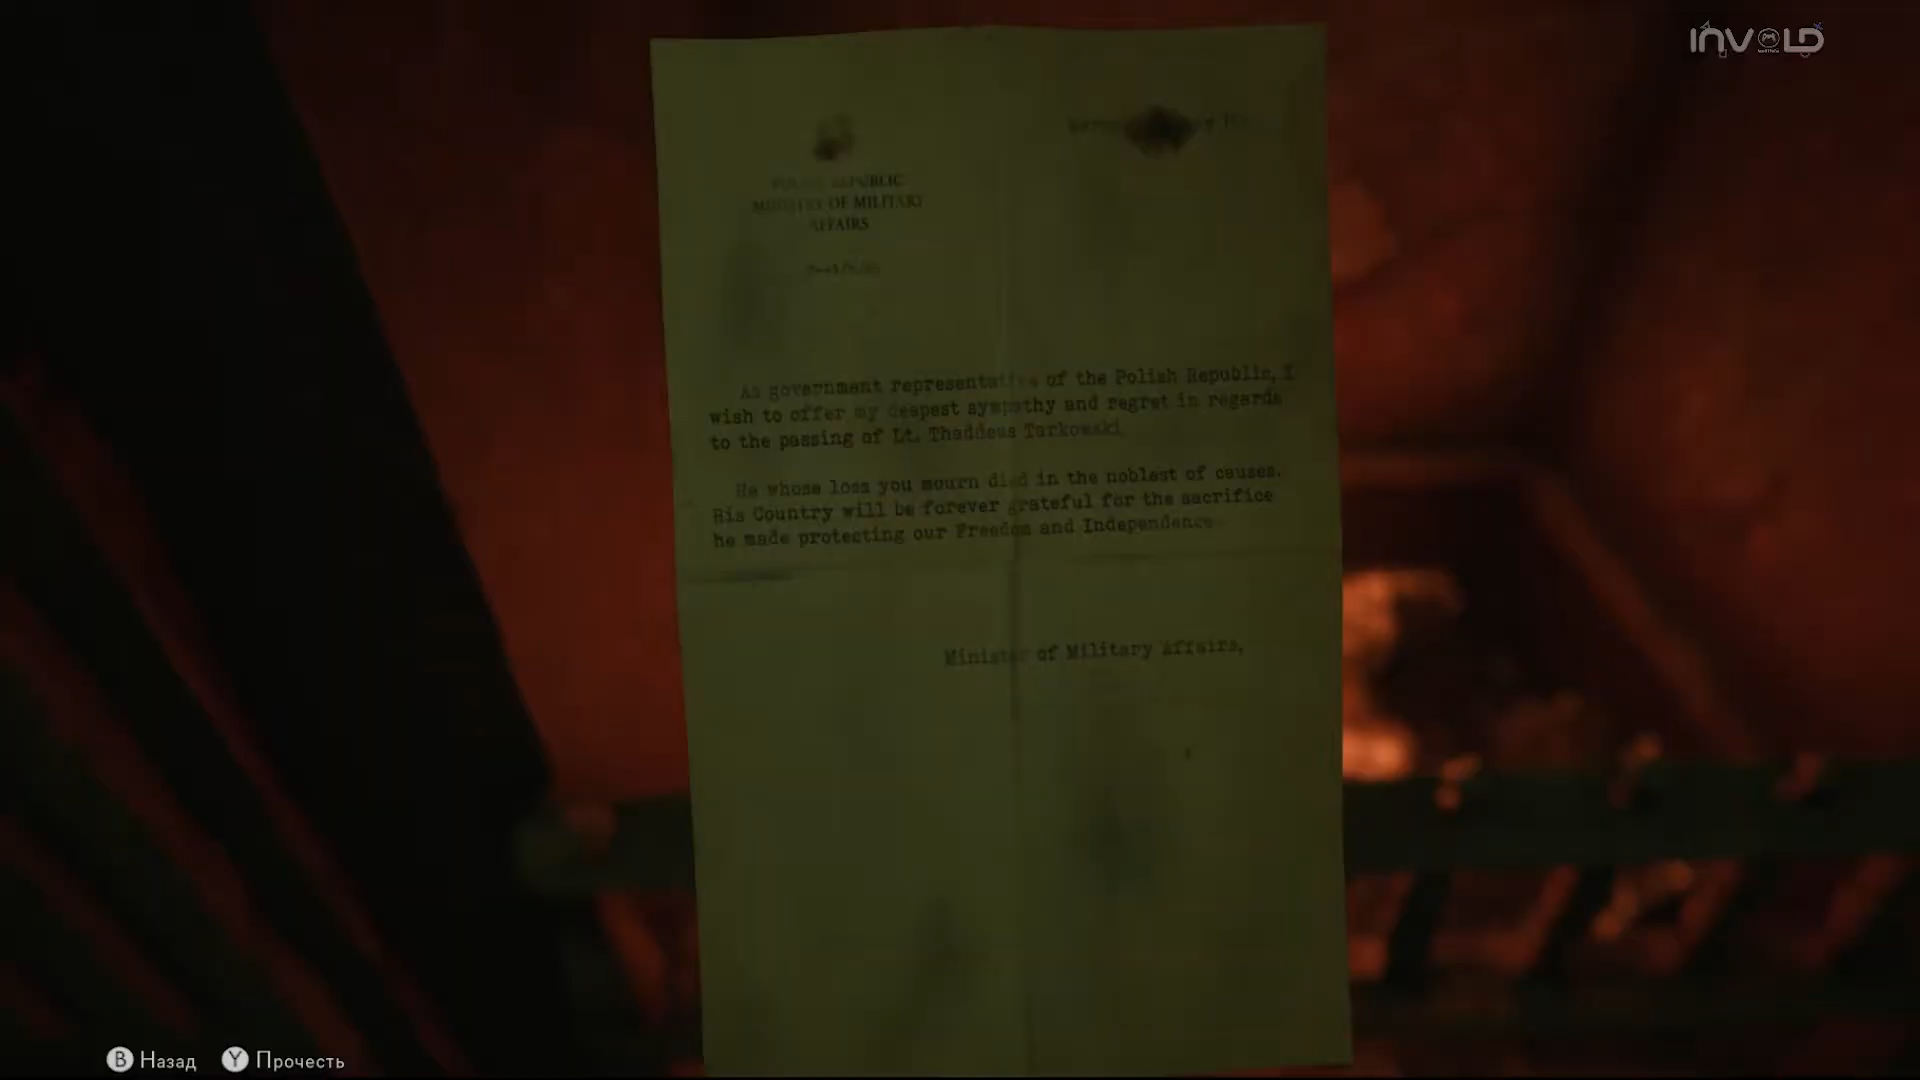 INVOLD
POLISH REPUBLIC
MINISTRY OF MILITARY
AFFAIRS
As government representative of the Polish Republic, I
wish to offer my deepest sympathy and regret in regards
to the passing of Lt. Thaddeus Tarkowski.
He whose loss you mourn died in the noblest of causes.
His Country will be forever grateful for the sacrifice
he made protecting our Freedom and Independence
Minister of Military Affairs,
B Назад Y Прочесть